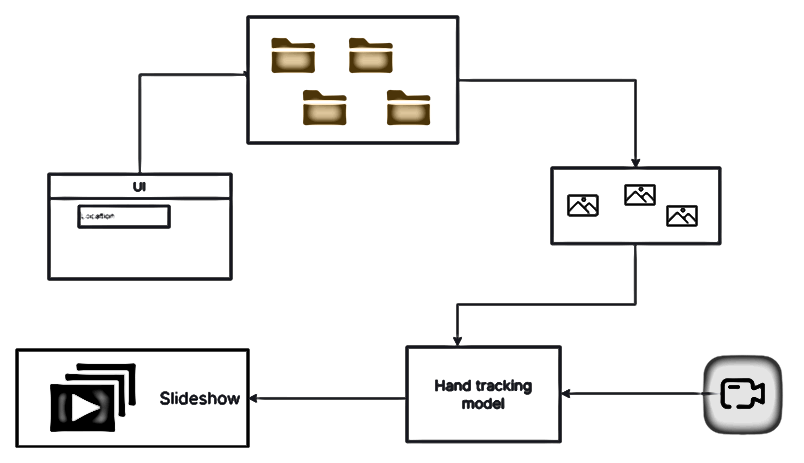 UI
Location
Hand tracking
model
Slideshow